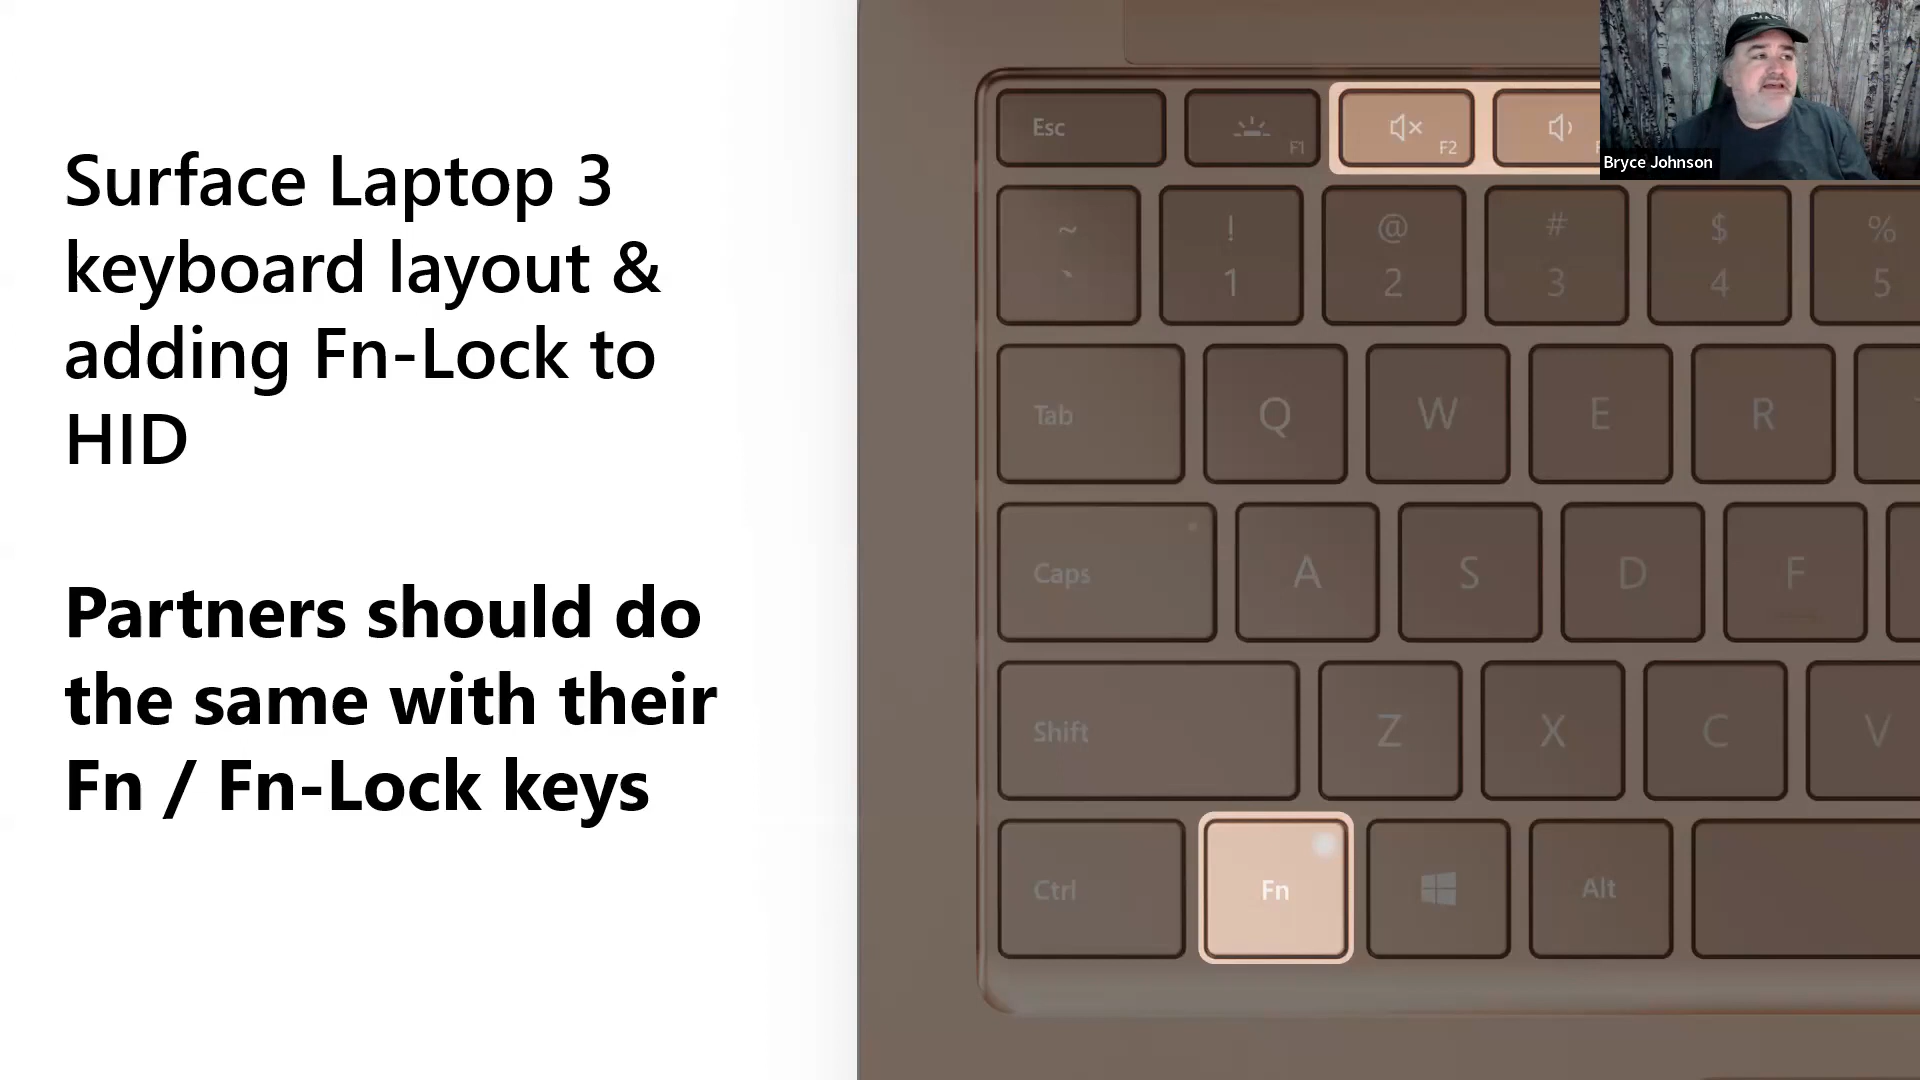 Surface Laptop 3
keyboard layout &
adding Fn-Lock to
HID
Partners should do
the same with their
Fn / Fn-Lock keys
Bryce Johnson
Esc F1 F2
~ ! @ # $ %
` 1 2 3 4 5
Tab Q W E R
Caps A S D F
Shift Z X C V
Ctrl Fn Alt